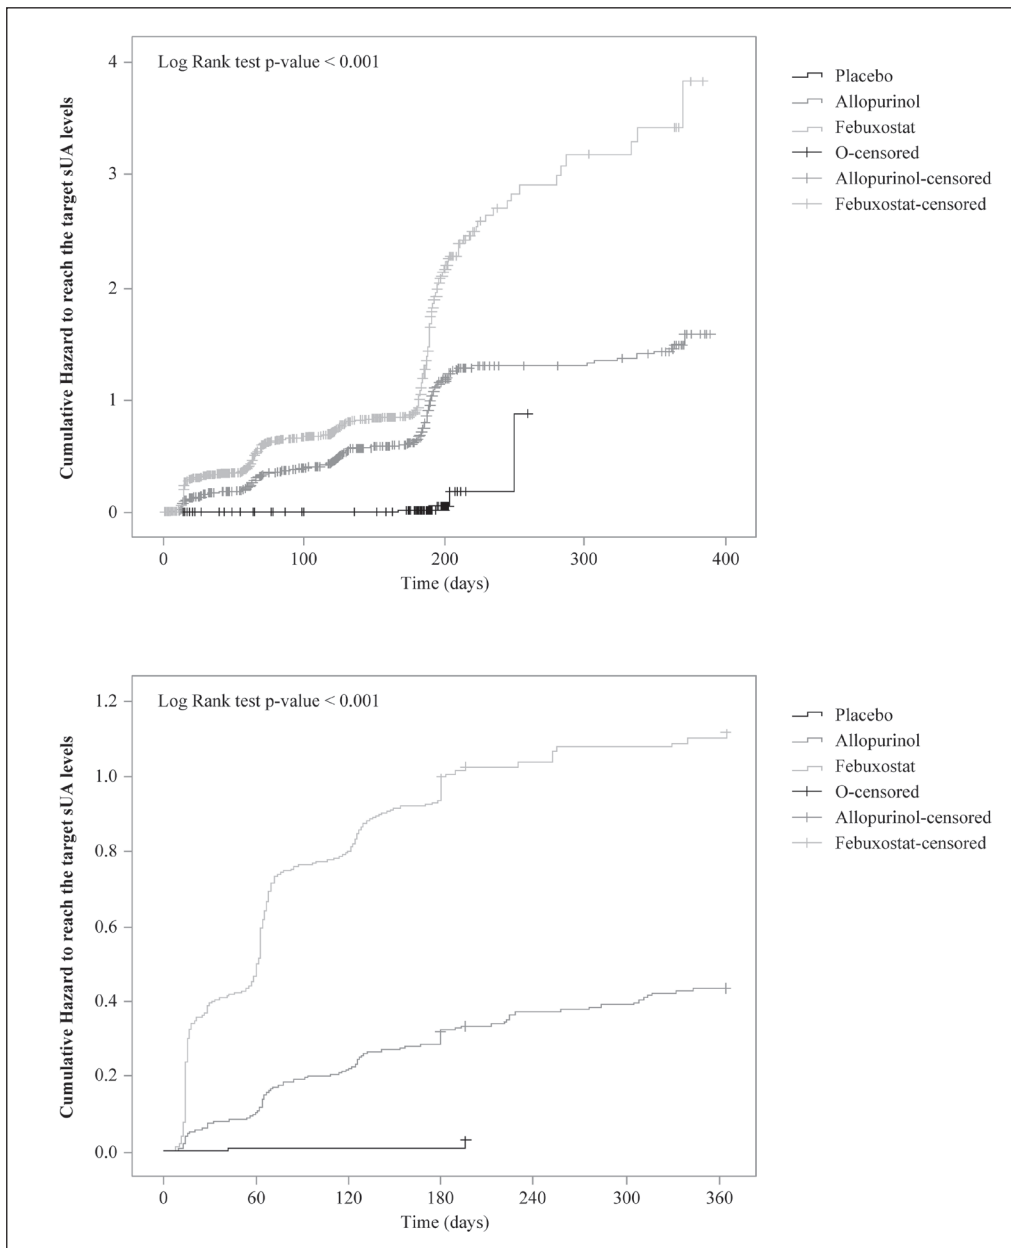 Log Rank test p-value < 0.001
Cumulative Hazard to reach the target sUA levels
4
3
2
1
0
0 100 200 300 400
Time (days)
Placebo
Allopurinol
Febuxostat
O-censored
Allopurinol-censored
Febuxostat-censored
Log Rank test p-value < 0.001
Cumulative Hazard to reach the target sUA levels
1.2
1.0
0.8
0.6
0.4
0.2
0.0
0 60 120 180 240 300 360
Time (days)
Placebo
Allopurinol
Febuxostat
O-censored
Allopurinol-censored
Febuxostat-censored